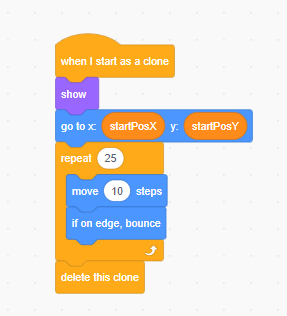 when I start as a clone
show
go to x: startPosX y: startPosY
repeat 25
move 10 steps
if on edge, bounce
delete this clone